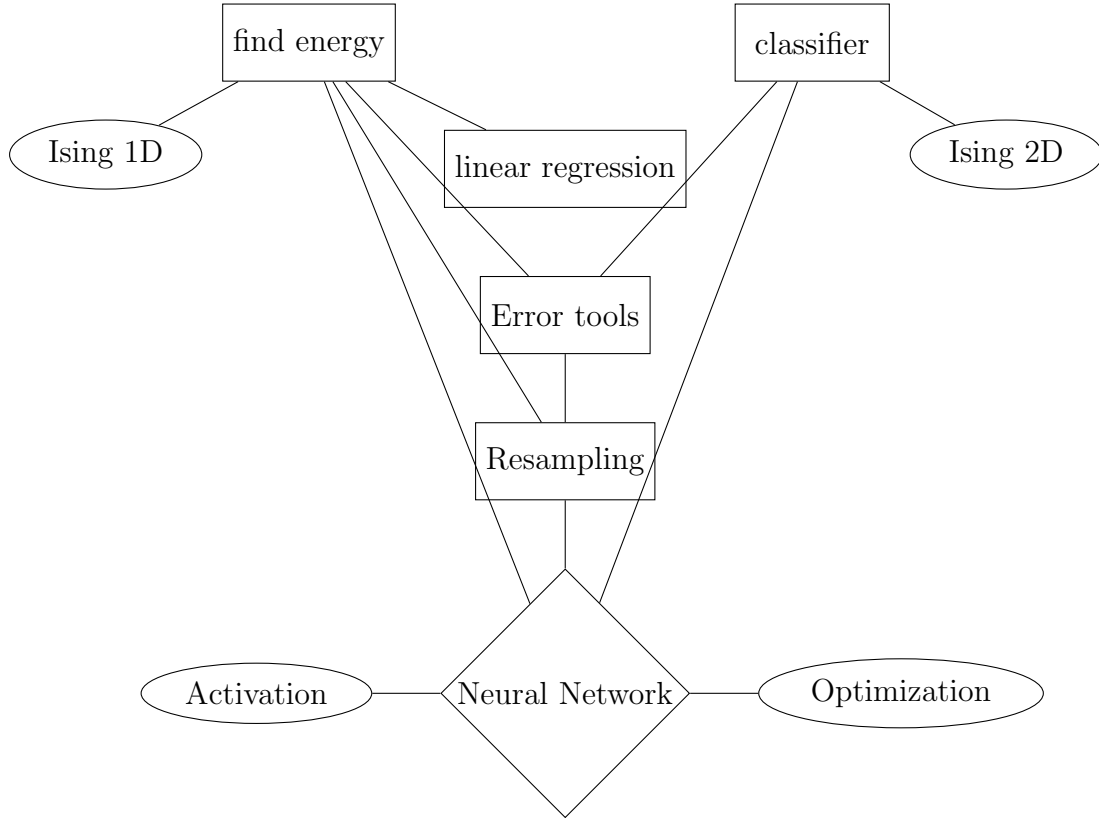 find energy
classifier
Ising 1D
linear regression
Ising 2D
Error tools
Resampling
Activation
Neural Network
Optimization